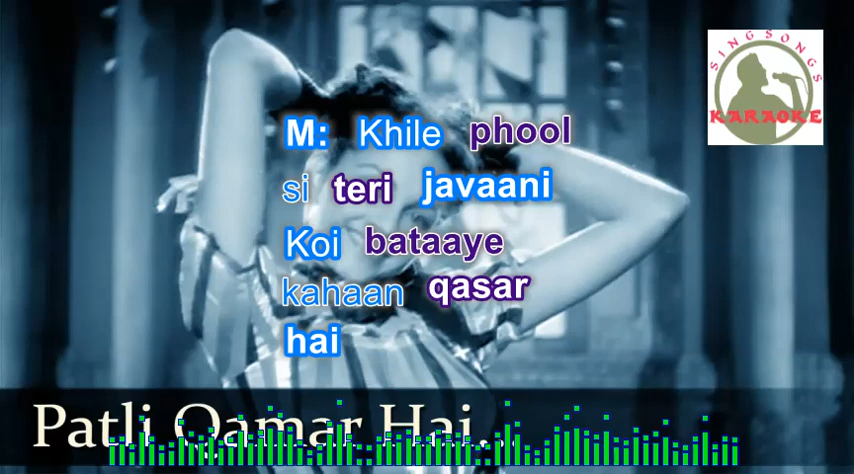 SING SONGS
KARAOKE
M: Khile phool
si teri javaani
Koi bataaye
kahaan qasar
hai
Patli Qamar Hai...